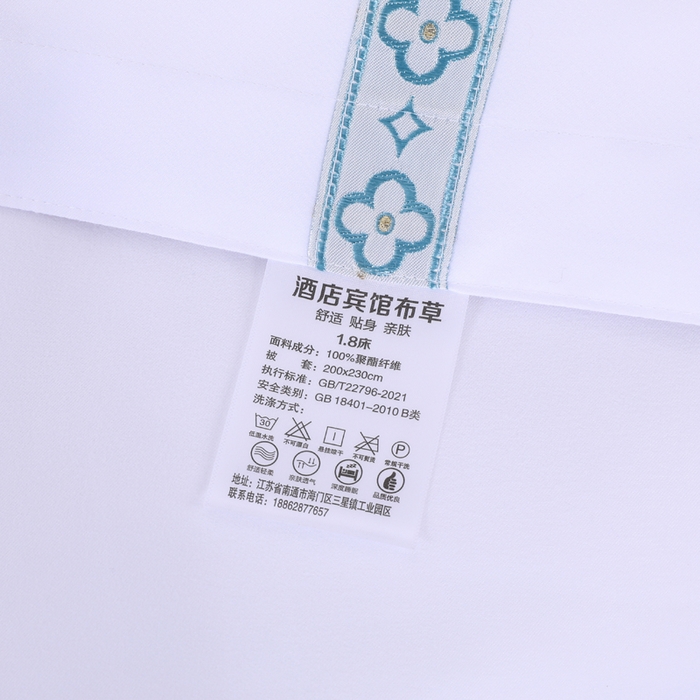 酒店宾馆布草
舒适 贴身 亲肤
1.8床
面料成分：100%聚酯纤维
被 套：200x230cm
执行标准：GB/T22796-2021
安全类别：GB 18401-2010 B类
洗涤方式：
30 P
低温水洗 不可漂白 悬挂晾干 不可熨烫 常规干洗
舒适轻柔 亲肤透气 深度睡眠 品质优良
地址：江苏省南通市海门区三星镇工业园区
联系电话：18862877657